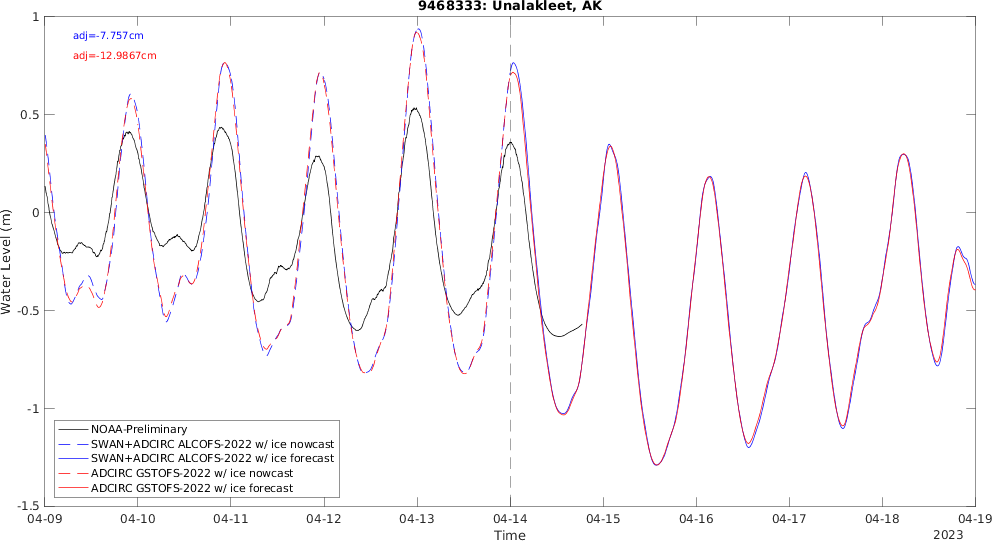 9468333: Unalakleet, AK
adj=-7.757cm
adj=-12.9867cm
Water Level (m)
1
0.5
0
-0.5
-1
-1.5
NOAA-Preliminary
SWAN+ADCIRC ALCOFS-2022 w/ ice nowcast
SWAN+ADCIRC ALCOFS-2022 w/ ice forecast
ADCIRC GSTOFS-2022 w/ ice nowcast
ADCIRC GSTOFS-2022 w/ ice forecast
04-09 04-10 04-11 04-12 04-13 04-14 04-15 04-16 04-17 04-18 04-19
Time
2023